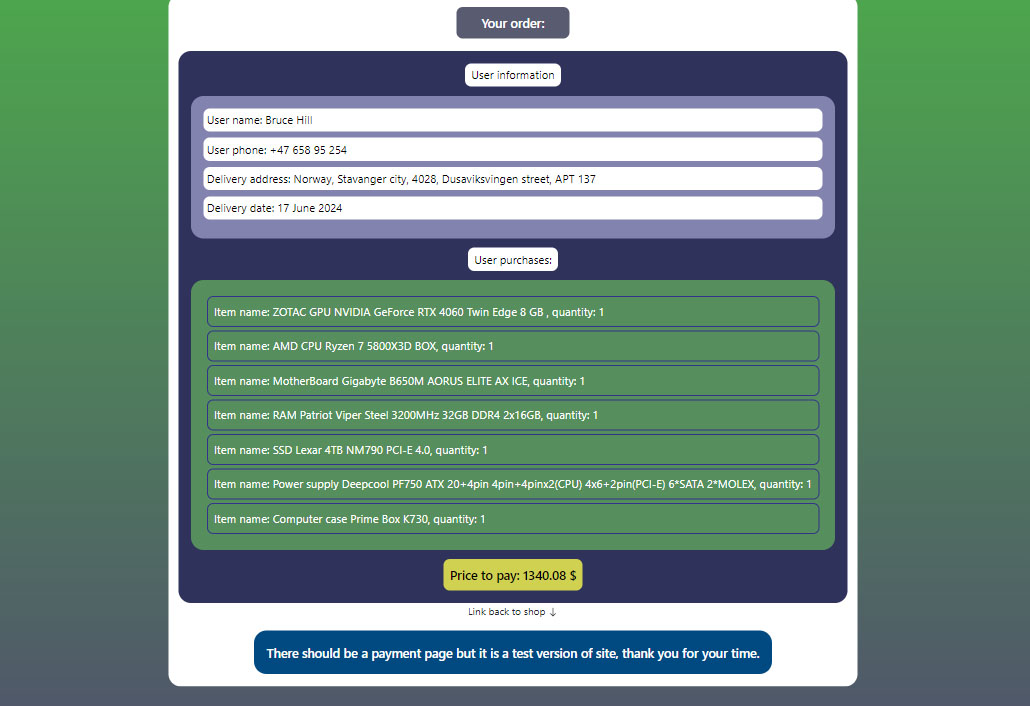 Your order:
User information
User name: Bruce Hill
User phone: +47 658 95 254
Delivery address: Norway, Stavanger city, 4028, Dusaviksvingen street, APT 137
Delivery date: 17 June 2024
User purchases:
Item name: ZOTAC GPU NVIDIA GeForce RTX 4060 Twin Edge 8 GB , quantity: 1
Item name: AMD CPU Ryzen 7 5800X3D BOX, quantity: 1
Item name: MotherBoard Gigabyte B650M AORUS ELITE AX ICE, quantity: 1
Item name: RAM Patriot Viper Steel 3200MHz 32GB DDR4 2x16GB, quantity: 1
Item name: SSD Lexar 4TB NM790 PCI-E 4.0, quantity: 1
Item name: Power supply Deepcool PF750 ATX 20+4pin 4pin+4pinx2(CPU) 4x6+2pin(PCI-E) 6*SATA 2*MOLEX, quantity: 1
Item name: Computer case Prime Box K730, quantity: 1
Price to pay: 1340.08 $
Link back to shop ↓
There should be a payment page but it is a test version of site, thank you for your time.